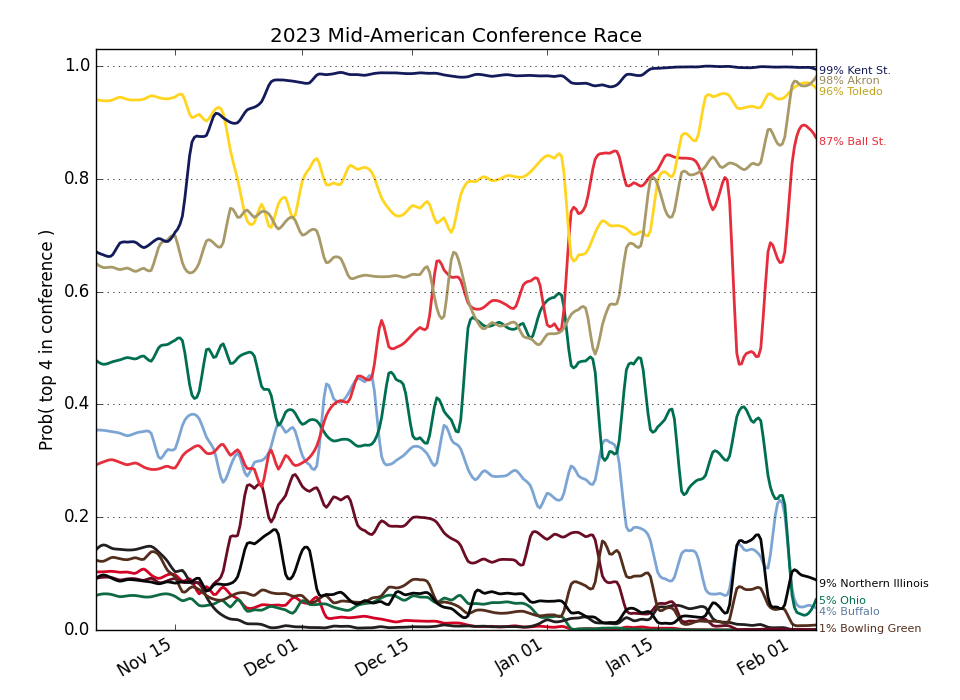 2023 Mid-American Conference Race
Prob( top 4 in conference )
1.0
0.8
0.6
0.4
0.2
0.0
Nov 15
Dec 01
Dec 15
Jan 01
Jan 15
Feb 01
99% Kent St.
98% Akron
96% Toledo
87% Ball St.
9% Northern Illinois
5% Ohio
4% Buffalo
1% Bowling Green